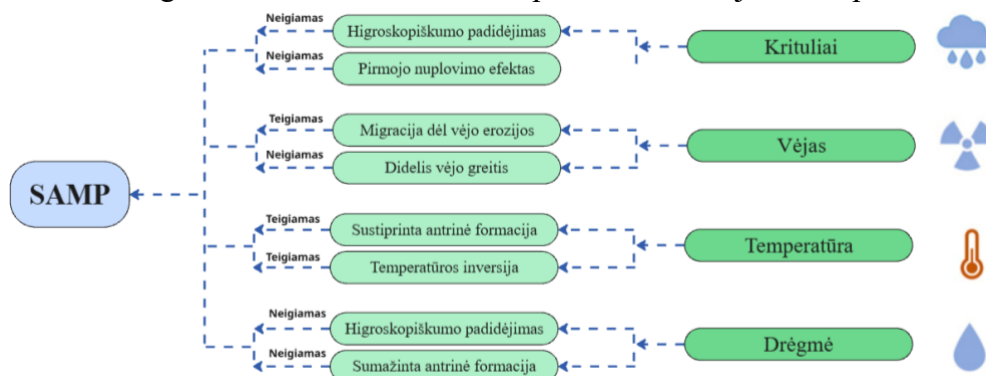 Neigiamas
Higroskopiškumo padidėjimas
Krituliai
Neigiamas
Pirmojo nuplovimo efektas
Teigiamas
Migracija dėl vėjo erozijos
Vėjas
Neigiamas
Didelis vėjo greitis
SAMP
Teigiamas
Sustiprinta antrinė formacija
Temperatūra
Teigiamas
Temperatūros inversija
Neigiamas
Higroskopiškumo padidėjimas
Drėgmė
Neigiamas
Sumažinta antrinė formacija